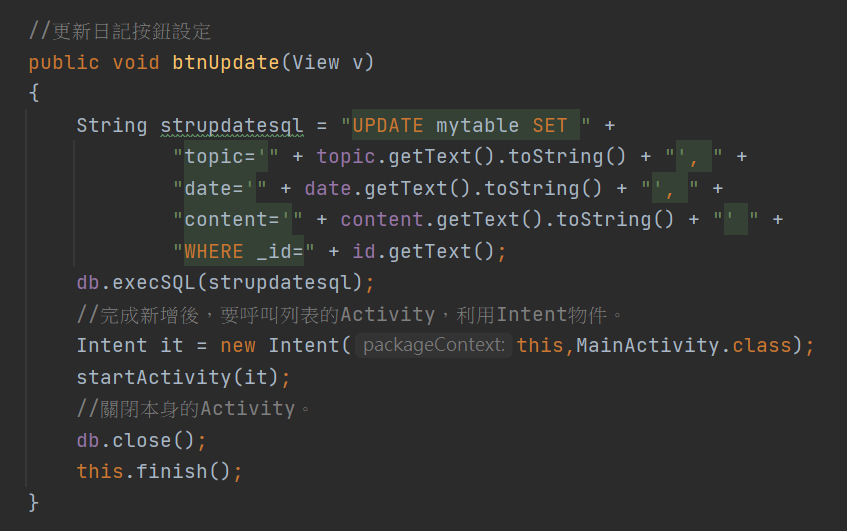 //更新日記按鈕設定
public void btnUpdate(View v)
{
String strupdatesql = "UPDATE mytable SET " +
"topic='" + topic.getText().toString() + "', " +
"date='" + date.getText().toString() + "', " +
"content='" + content.getText().toString() + "' " +
"WHERE _id=" + id.getText();
db.execSQL(strupdatesql);
//完成新增後，要呼叫列表的Activity，利用Intent物件。
Intent it = new Intent( packageContext: this,MainActivity.class);
startActivity(it);
//關閉本身的Activity。
db.close();
this.finish();
}